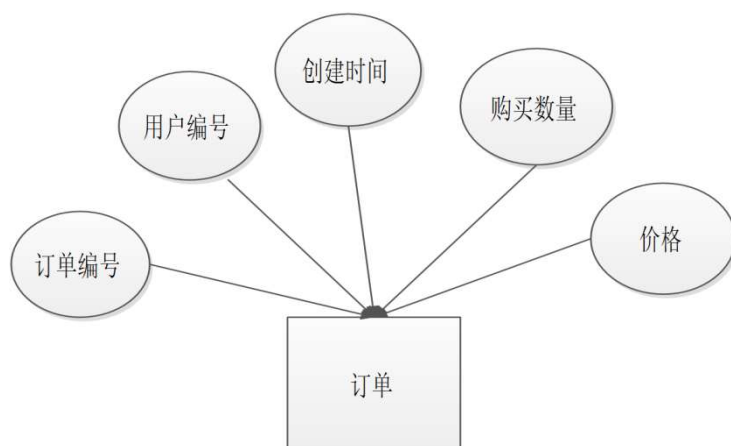 创建时间
购买数量
用户编号
价格
订单编号
订单